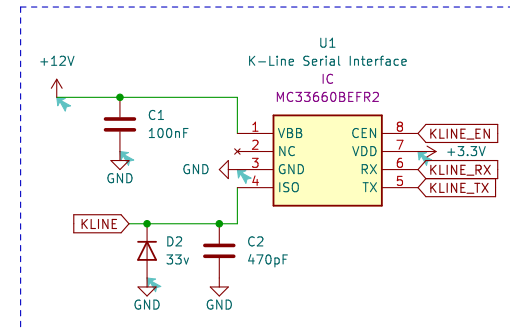 U1
K-Line Serial Interface
IC
MC33660BEFR2
+12V
C1
100nF
GND
1 VBB CEN 8 KLINE_EN
2 NC VDD 7 +3.3V
GND 3 GND RX 6 KLINE_RX
4 ISO TX 5 KLINE_TX
KLINE
D2
33v
GND
C2
470pF
GND